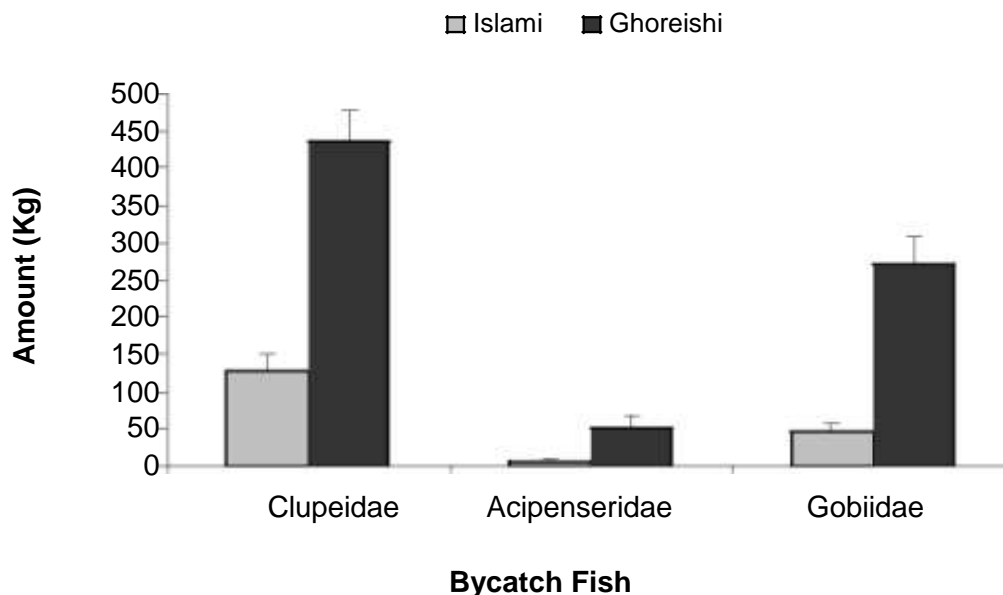 Islami Ghoreishi
500
450
400
350
300
250
200
150
100
50
0
Amount (Kg)
Clupeidae Acipenseridae Gobiidae
Bycatch Fish